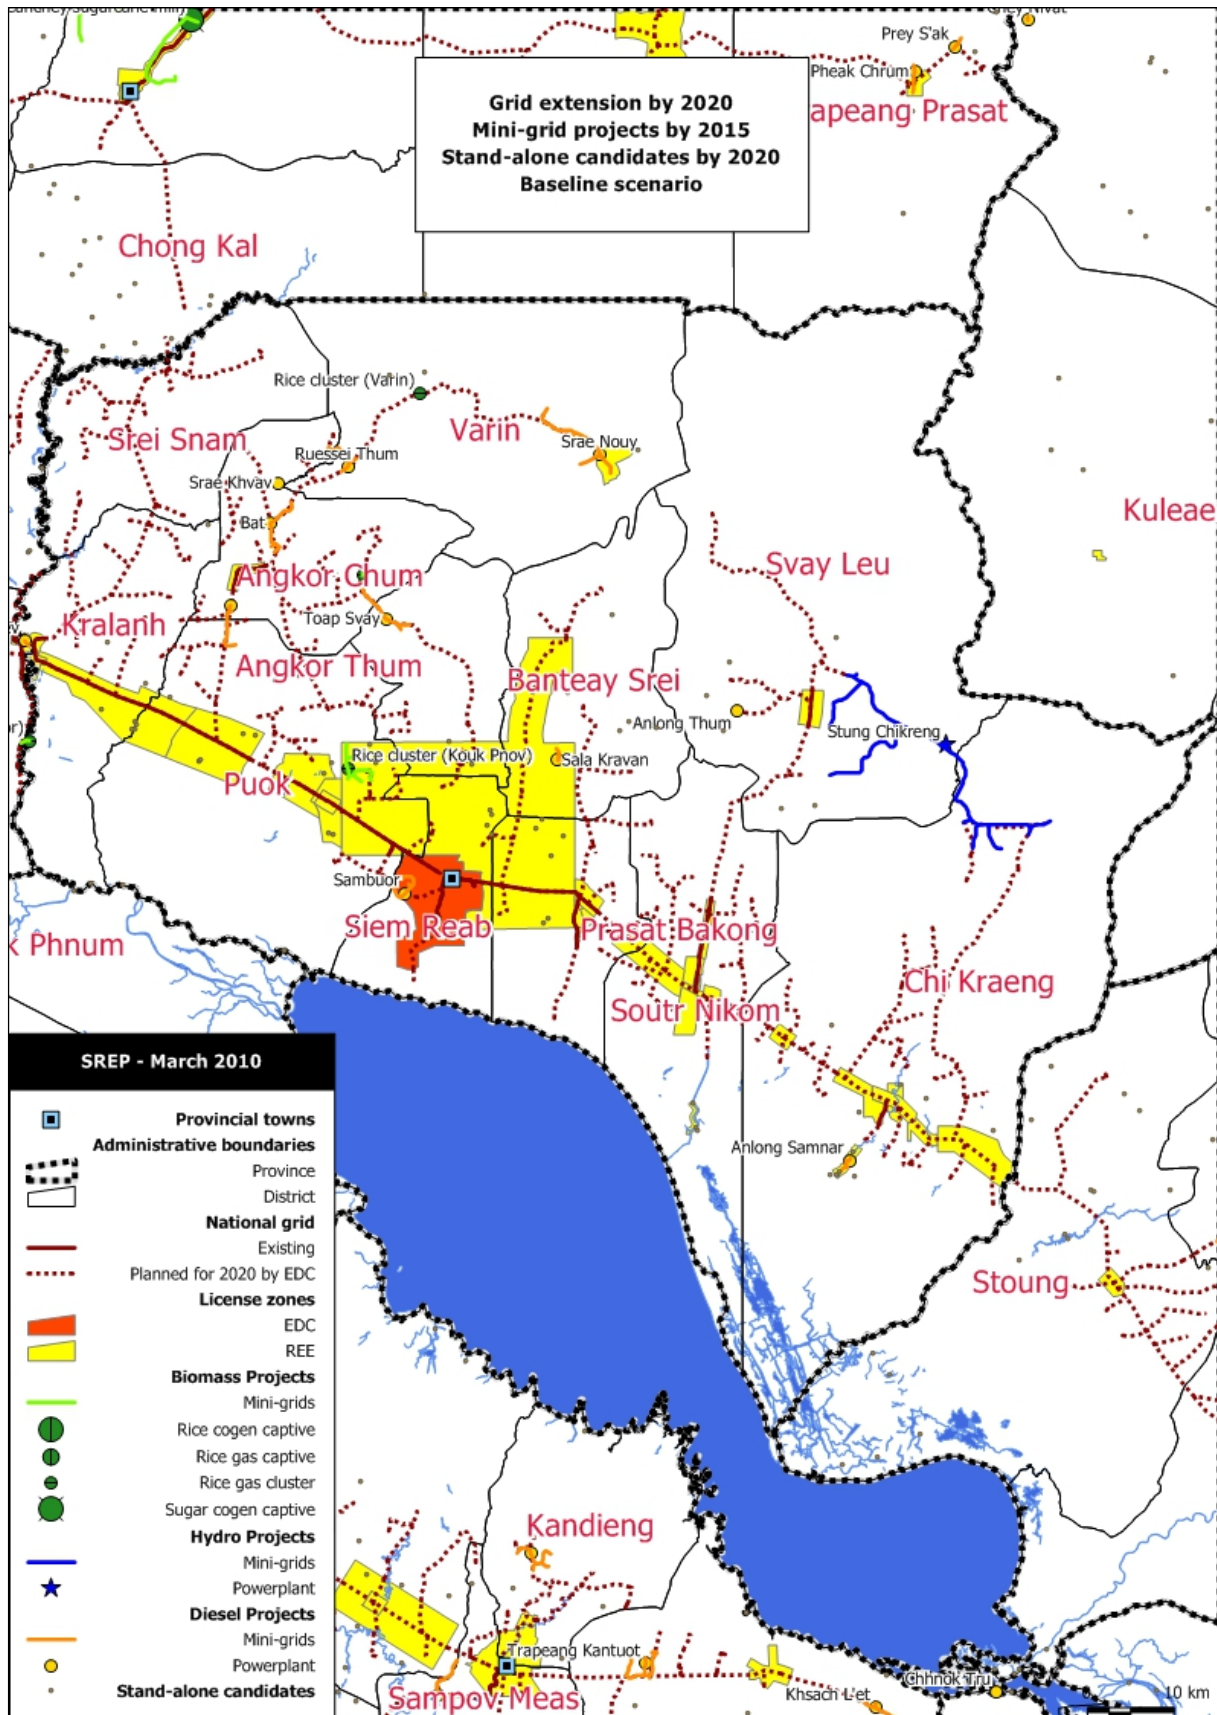 Prey S'ak
Pheak Chrum
apeang Prasat
Grid extension by 2020
Mini-grid projects by 2015
Stand-alone candidates by 2020
Baseline scenario
Chong Kal
Rice cluster (Varin)
Varin
Srei Snam
Srae Nouy
Ruessei Thum
Srae Khvav
Bat
Kuleae
Svay Leu
Angkor Chum
Toap Svay
Kralanh
Angkor Thum
Banteay Srei
Anlong Thum
Stung Chikreng
or)
Rice cluster (Kouk Pnov)
Sala Kravan
Puok
Sambuor
Siem Reab
Prasat Bakong
k Phnum
Chi Kraeng
Soutr Nikom
Anlong Samnar
Stoung
SREP - March 2010
Provincial towns
Administrative boundaries
Province
District
National grid
Existing
Planned for 2020 by EDC
License zones
EDC
REE
Biomass Projects
Mini-grids
Rice cogen captive
Rice gas captive
Rice gas cluster
Sugar cogen captive
Hydro Projects
Mini-grids
Powerplant
Diesel Projects
Mini-grids
Powerplant
Stand-alone candidates
Kandieng
Trapeang Kantuot
Sampov Meas
Khsach L'et
Chhnok Tru
10 km